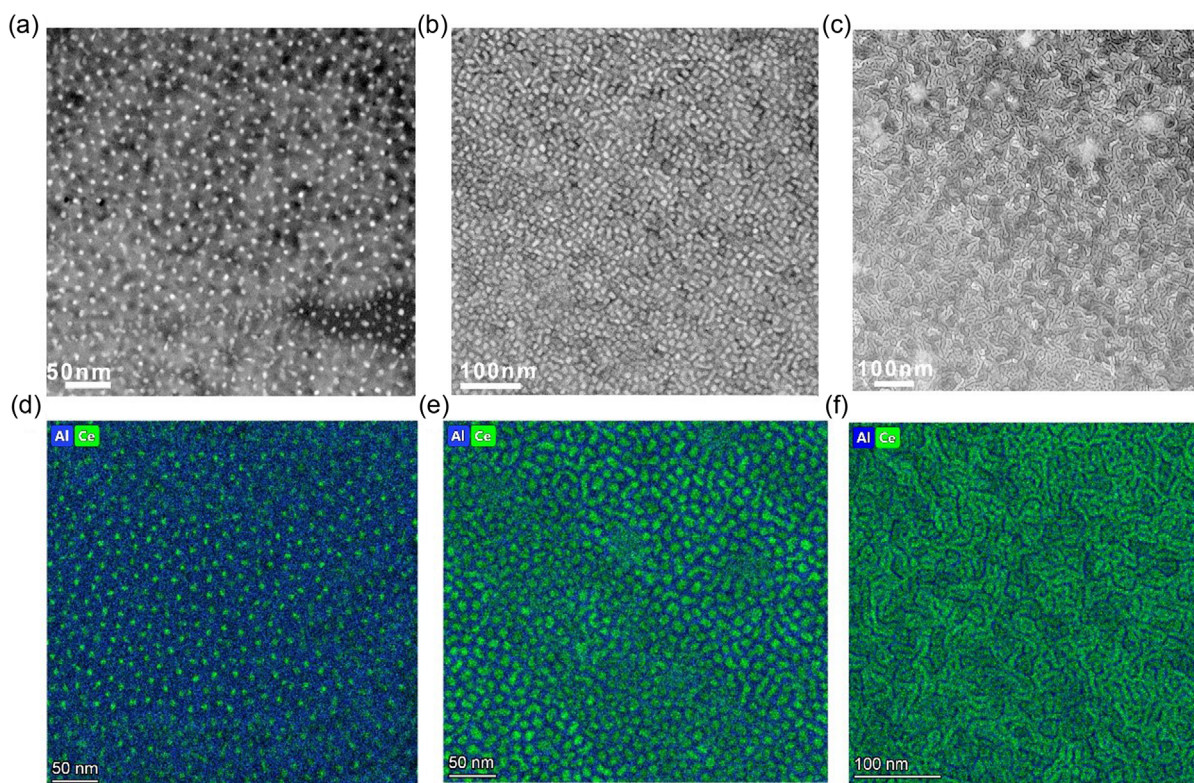 (a)
(b)
(c)
50nm
100nm
100nm
(d)
(e)
(f)
Al Ce
Al Ce
Al Ce
50 nm
50 nm
100 nm